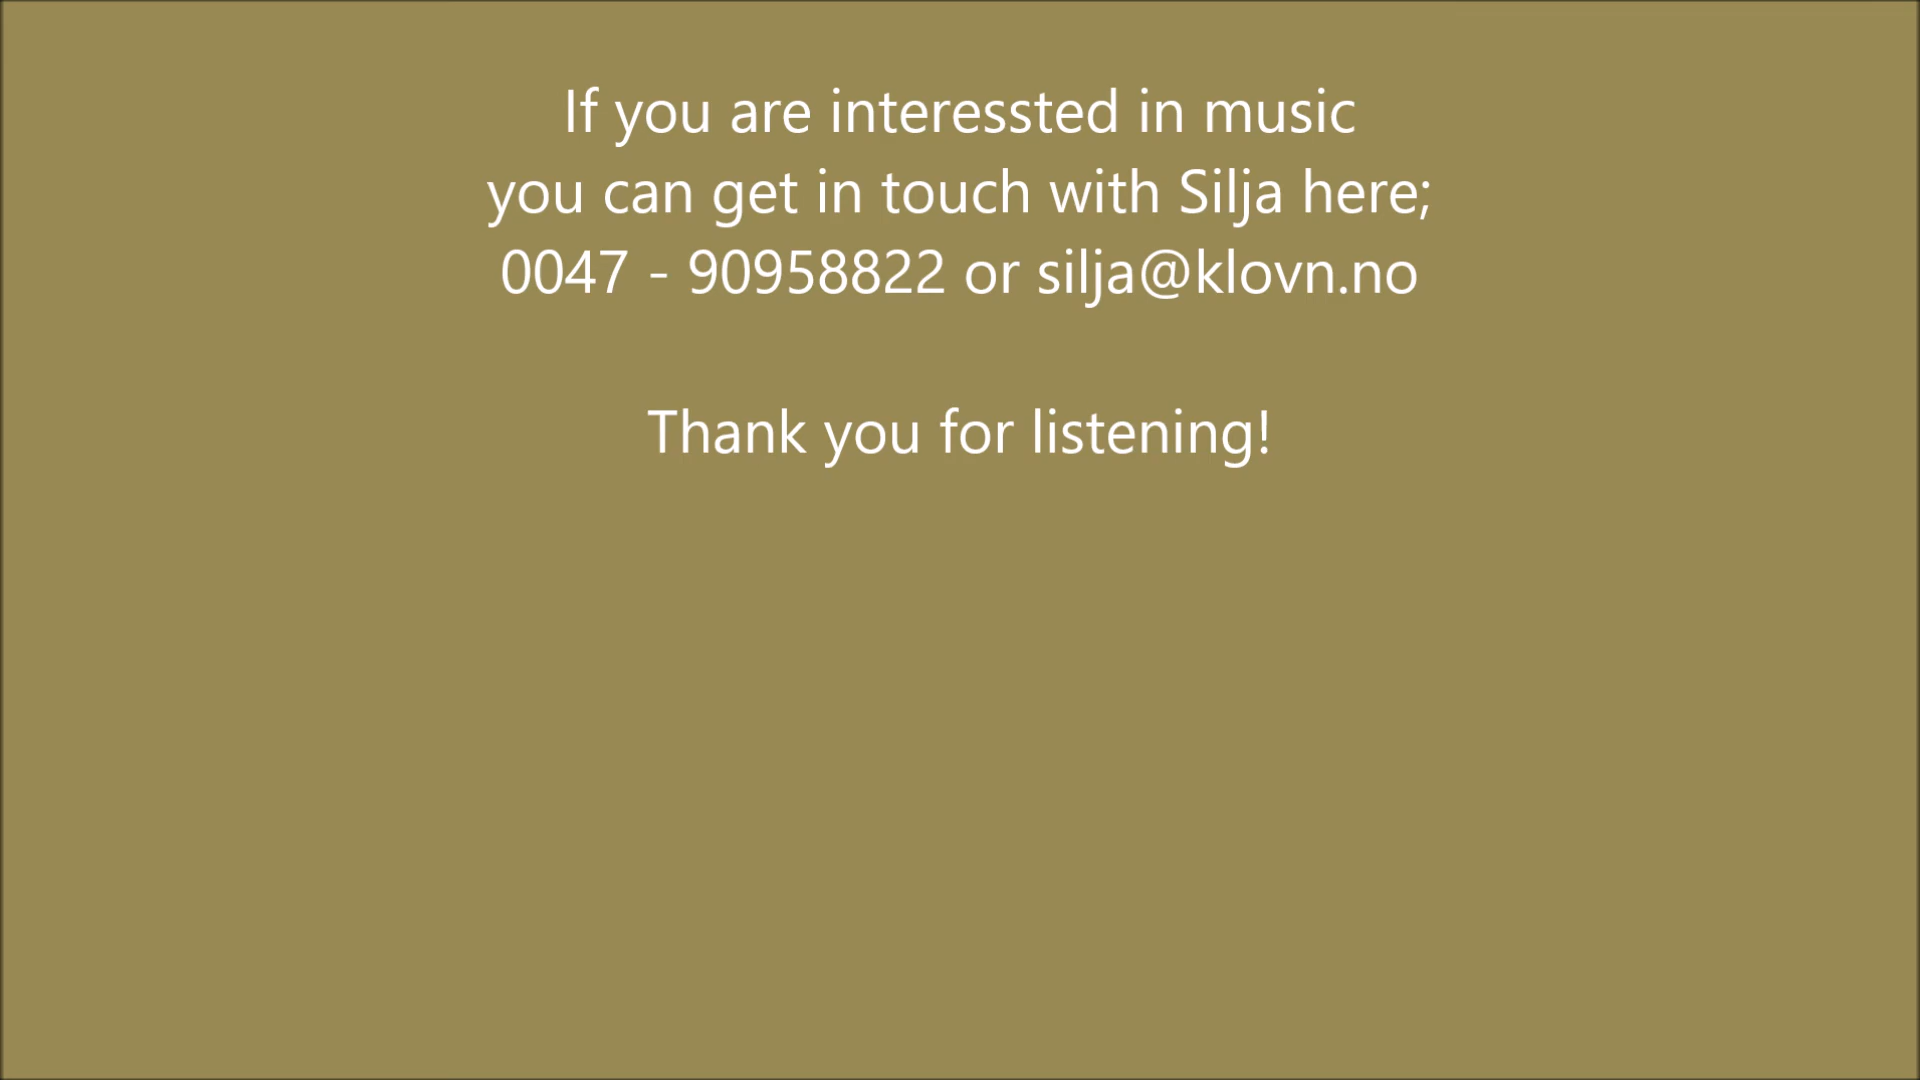 If you are interessted in music
you can get in touch with Silja here;
0047 - 90958822 or silja@klovn.no
Thank you for listening!